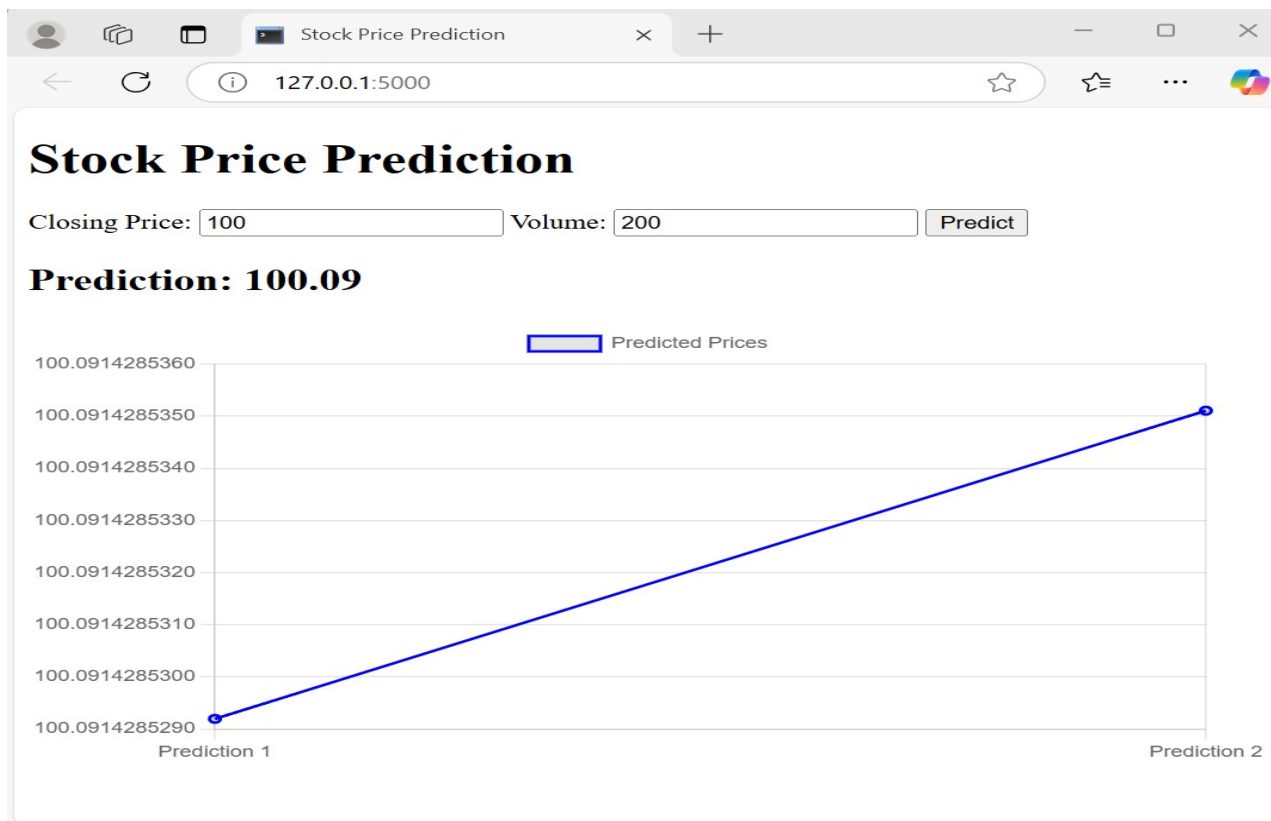 Stock Price Prediction
127.0.0.1:5000
Stock Price Prediction
Closing Price: 100 Volume: 200 Predict
Prediction: 100.09
Predicted Prices
100.0914285360
100.0914285350
100.0914285340
100.0914285330
100.0914285320
100.0914285310
100.0914285300
100.0914285290
Prediction 1 Prediction 2